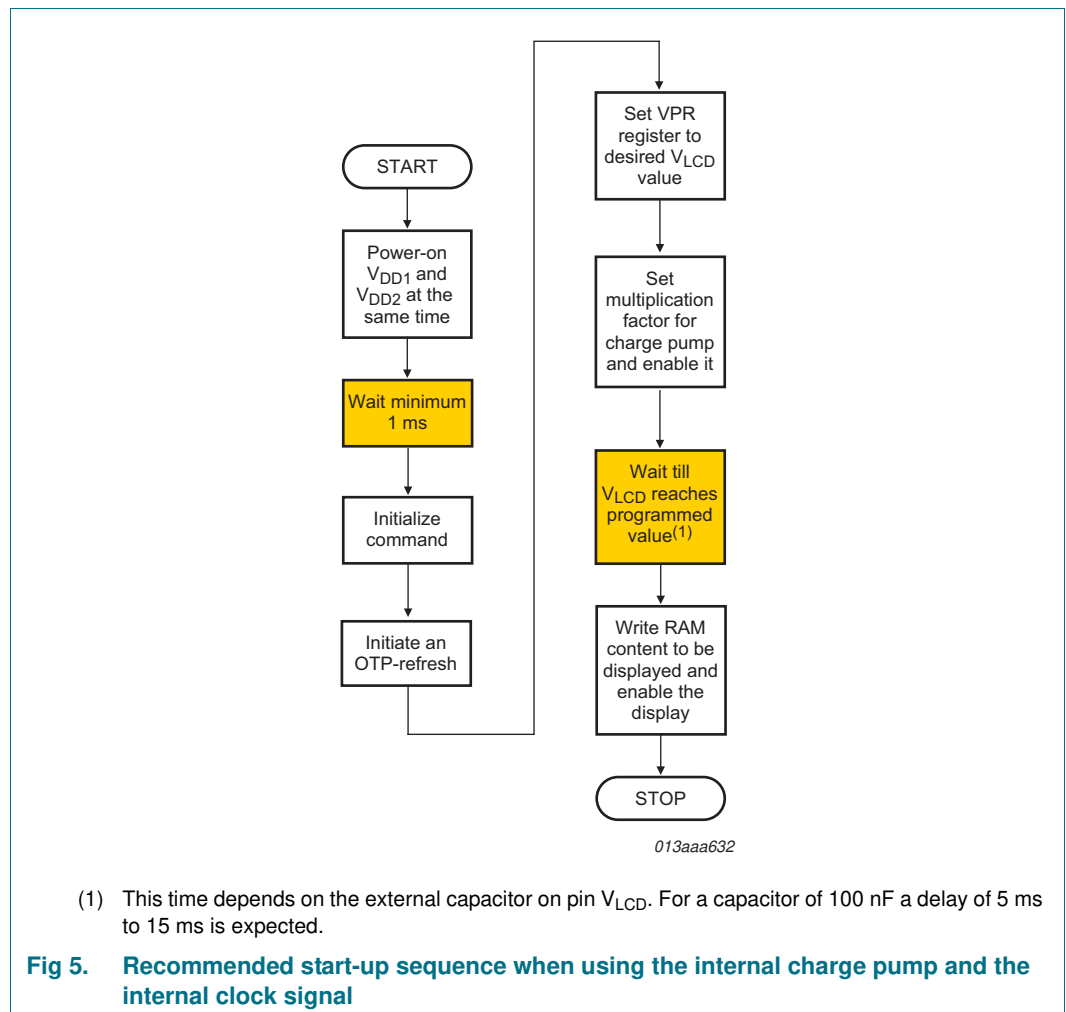 START
Power-on
VDD1 and
VDD2 at the
same time
Wait minimum
1 ms
Initialize
command
Initiate an
OTP-refresh
Set VPR
register to
desired VLCD
value
Set
multiplication
factor for
charge pump
and enable it
Wait till
VLCD reaches
programmed
value(1)
Write RAM
content to be
displayed and
enable the
display
STOP
013aaa632
(1) This time depends on the external capacitor on pin VLCD. For a capacitor of 100 nF a delay of 5 ms
to 15 ms is expected.
Fig 5. Recommended start-up sequence when using the internal charge pump and the
internal clock signal